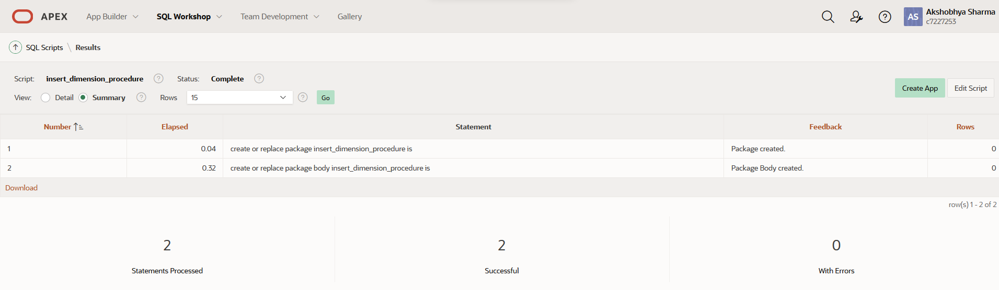 APEX App Builder SQL Workshop Team Development Gallery AS Akshobhya Sharma
c7227253
SQL Scripts \ Results
Script: insert_dimension_procedure ? Status: Complete ?
View: Detail Summary ? Rows 15 ? Go Create App Edit Script
Number Elapsed Statement Feedback Rows
1 0.04 create or replace package insert_dimension_procedure is Package created. 0
2 0.32 create or replace package body insert_dimension_procedure is Package Body created. 0
Download
row(s) 1 - 2 of 2
2 2 0
Statements Processed Successful With Errors